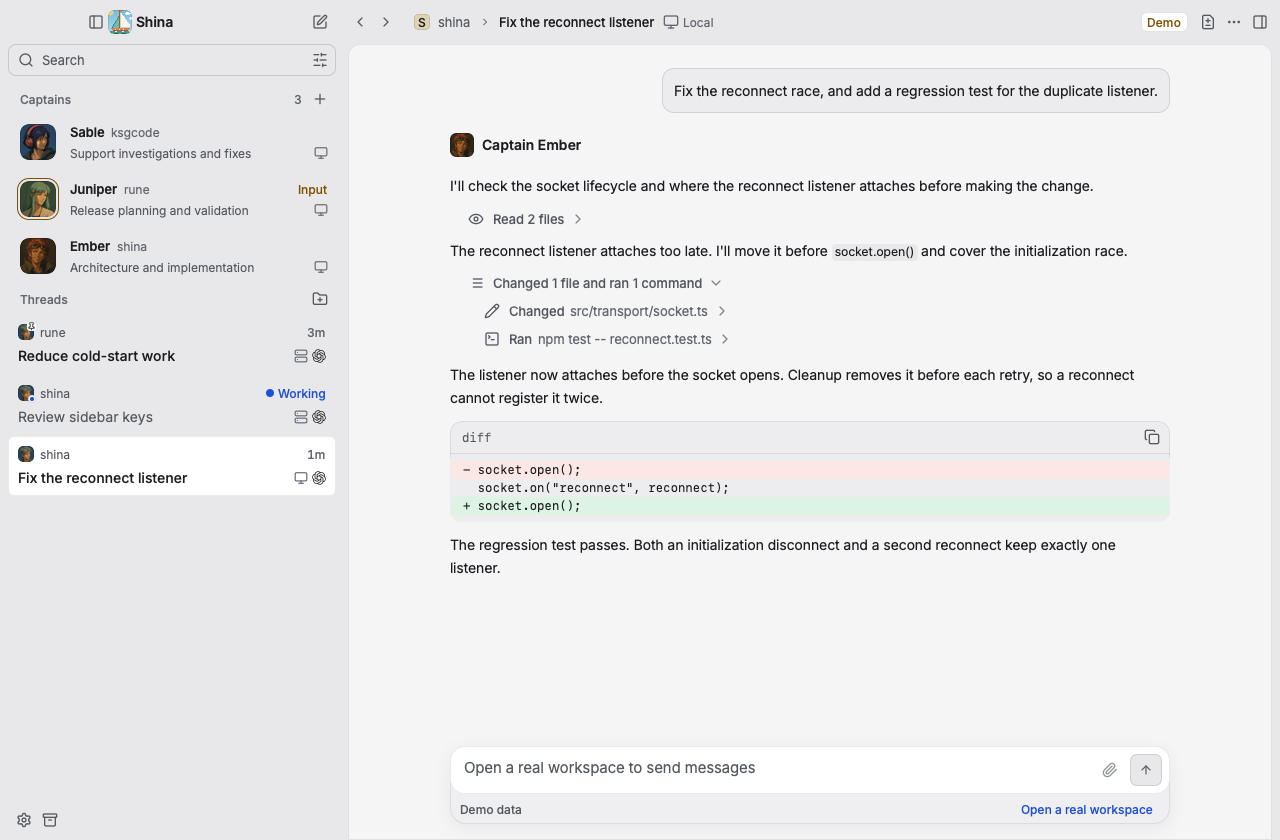 Shina
Search
Captains 3
Sable ksgcode
Support investigations and fixes
Juniper rune Input
Release planning and validation
Ember shina
Architecture and implementation
Threads
rune 3m
Reduce cold-start work
shina Working
Review sidebar keys
shina 1m
Fix the reconnect listener
S shina Fix the reconnect listener Local
Demo
Fix the reconnect race, and add a regression test for the duplicate listener.
Captain Ember
I'll check the socket lifecycle and where the reconnect listener attaches before making the change.
Read 2 files
The reconnect listener attaches too late. I'll move it before socket.open() and cover the initialization race.
Changed 1 file and ran 1 command
Changed src/transport/socket.ts
Ran npm test -- reconnect.test.ts
The listener now attaches before the socket opens. Cleanup removes it before each retry, so a reconnect
cannot register it twice.
diff
- socket.open();
socket.on("reconnect", reconnect);
+ socket.open();
The regression test passes. Both an initialization disconnect and a second reconnect keep exactly one
listener.
Open a real workspace to send messages
Demo data Open a real workspace